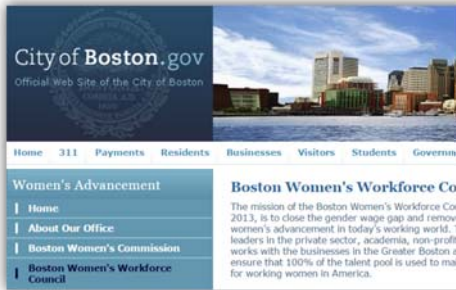 City of Boston.gov
Official Web Site of the City of Boston
Home 311 Payments Residents Businesses Visitors Students Governm
Women's Advancement
Home
About Our Office
Boston Women's Commission
Boston Women's Workforce
Council
Boston Women's Workforce Co
The mission of the Boston Women's Workforce Cou
2013, is to close the gender wage gap and remov
women's advancement in today's working world. T
leaders in the private sector, academia, non-profit
works with the businesses in the Greater Boston a
ensure that 100% of the talent pool is used to ma
for working women in America.